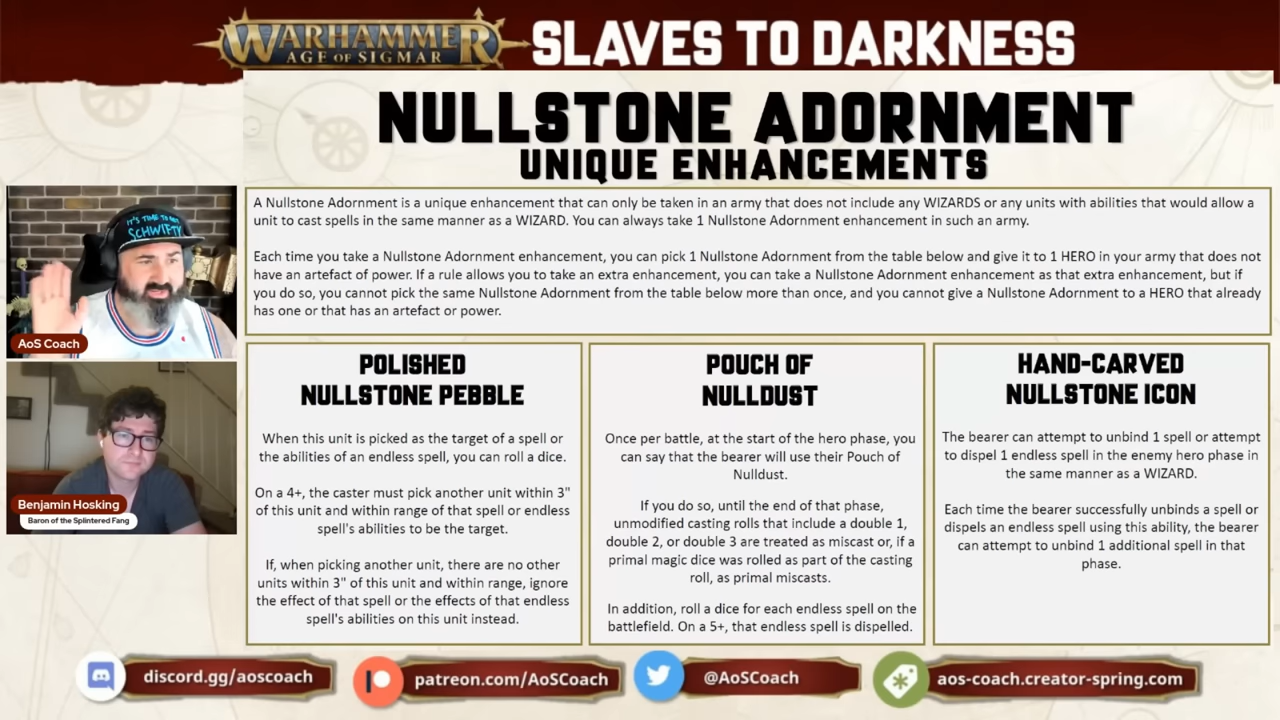 WARHAMMER
AGE OF SIGMAR
SLAVES TO DARKNESS
NULLSTONE ADORNMENT
UNIQUE ENHANCEMENTS
A Nullstone Adornment is a unique enhancement that can only be taken in an army that does not include any WIZARDS or any units with abilities that would allow a
unit to cast spells in the same manner as a WIZARD. You can always take 1 Nullstone Adornment enhancement in such an army.
Each time you take a Nullstone Adornment enhancement, you can pick 1 Nullstone Adornment from the table below and give it to 1 HERO in your army that does not
have an artefact of power. If a rule allows you to take an extra enhancement, you can take a Nullstone Adornment enhancement as that extra enhancement, but if
you do so, you cannot pick the same Nullstone Adornment from the table below more than once, and you cannot give a Nullstone Adornment to a HERO that already
has one or that has an artefact or power.
IT'S TIME TO GET
SCHWIFTY
AoS Coach
Benjamin Hosking
Baron of the Splintered Fang
POLISHED
NULLSTONE PEBBLE
When this unit is picked as the target of a spell or
the abilities of an endless spell, you can roll a dice.
On a 4+, the caster must pick another unit within 3"
of this unit and within range of that spell or endless
spell's abilities to be the target.
If, when picking another unit, there are no other
units within 3" of this unit and within range, ignore
the effect of that spell or the effects of that endless
spell's abilities on this unit instead.
POUCH OF
NULLDUST
Once per battle, at the start of the hero phase, you
can say that the bearer will use their Pouch of
Nulldust.
If you do so, until the end of that phase,
unmodified casting rolls that include a double 1,
double 2, or double 3 are treated as miscast or, if a
primal magic dice was rolled as part of the casting
roll, as primal miscasts.
In addition, roll a dice for each endless spell on the
battlefield. On a 5+, that endless spell is dispelled.
HAND-CARVED
NULLSTONE ICON
The bearer can attempt to unbind 1 spell or attempt
to dispel 1 endless spell in the enemy hero phase in
the same manner as a WIZARD.
Each time the bearer successfully unbinds a spell or
dispels an endless spell using this ability, the bearer
can attempt to unbind 1 additional spell in that
phase.
discord.gg/aoscoach
patreon.com/AoSCoach
@AoSCoach
aos-coach.creator-spring.com